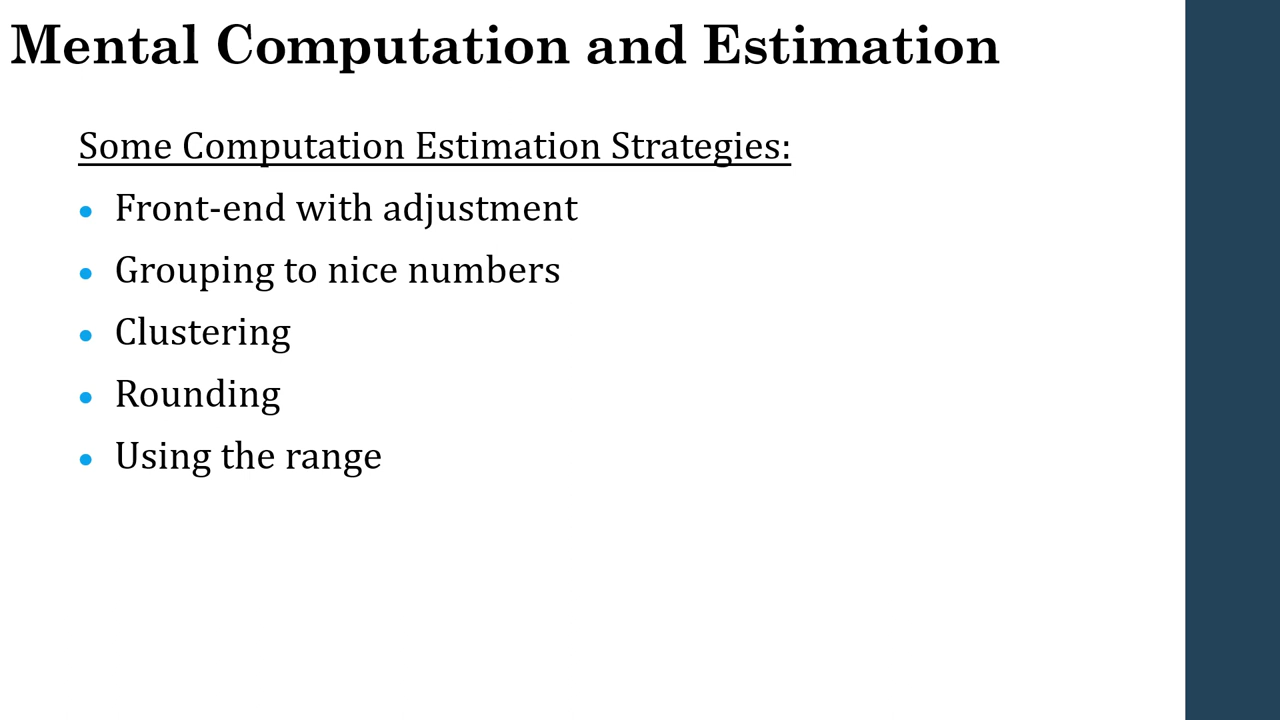 Mental Computation and Estimation
Some Computation Estimation Strategies:
• Front-end with adjustment
• Grouping to nice numbers
• Clustering
• Rounding
• Using the range